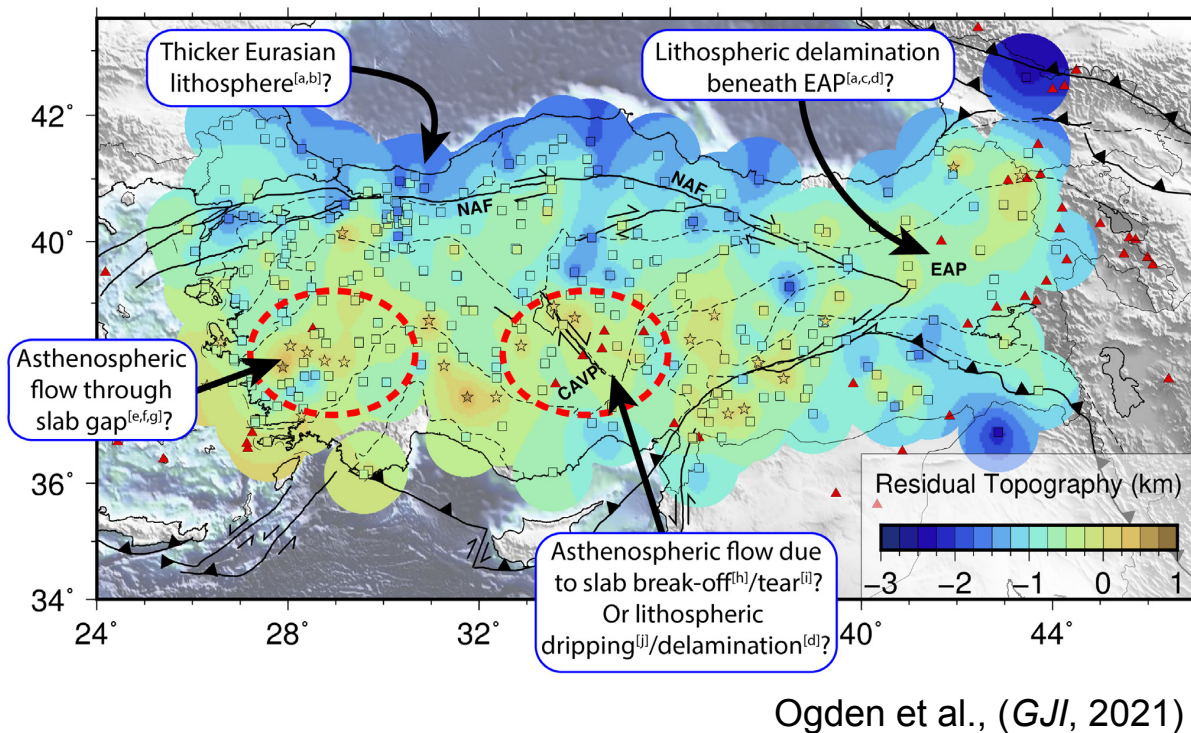 Thicker Eurasian
lithosphere[a,b]?
Lithospheric delamination
beneath EAP[a,c,d]?
42°
40°
36°
34°
NAF
NAF
EAP
CAVP
Asthenospheric
flow through
slab gap[e,f,g]?
Asthenospheric flow due
to slab break-off[h]/tear[i]?
Or lithospheric
dripping[j]/delamination[d]?
Residual Topography (km)
−3 −2 −1 0 1
24° 28° 32° 40° 44°
Ogden et al., (GJI, 2021)